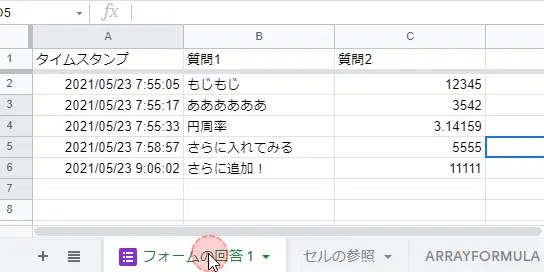 D5 fx
A B C
1 タイムスタンプ 質問1 質問2
2 2021/05/23 7:55:05 もじもじ 12345
3 2021/05/23 7:55:17 ああああああ 3542
4 2021/05/23 7:55:33 円周率 3.14159
5 2021/05/23 7:58:57 さらに入れてみる 5555
6 2021/05/23 9:06:02 さらに追加！ 11111
7
8
フォームの回答 1 セルの参照 ARRAYFORMULA